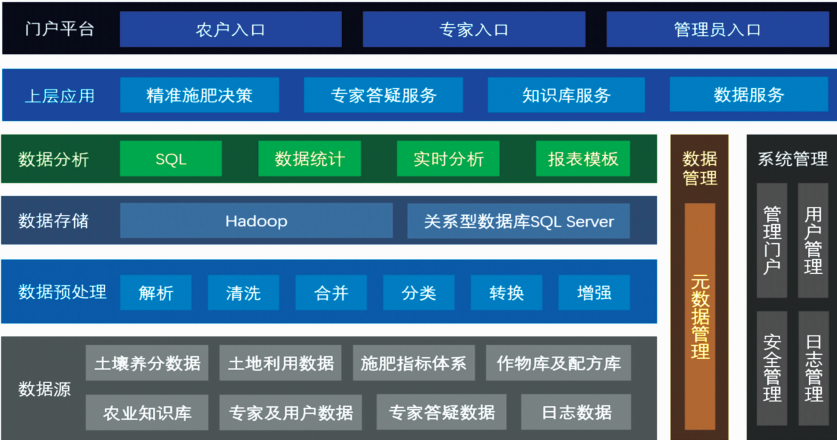 门户平台
农户入口
专家入口
管理员入口
上层应用
精准施肥决策
专家答疑服务
知识库服务
数据服务
数据分析
SQL
数据统计
实时分析
报表模板
数据存储
Hadoop
关系型数据库SQL Server
数据预处理
解析
清洗
合并
分类
转换
增强
数据源
土壤养分数据
土地利用数据
施肥指标体系
作物库及配方库
农业知识库
专家及用户数据
专家答疑数据
日志数据
数据
管理
元数据管理
系统管理
管理门户
用户管理
安全管理
日志管理